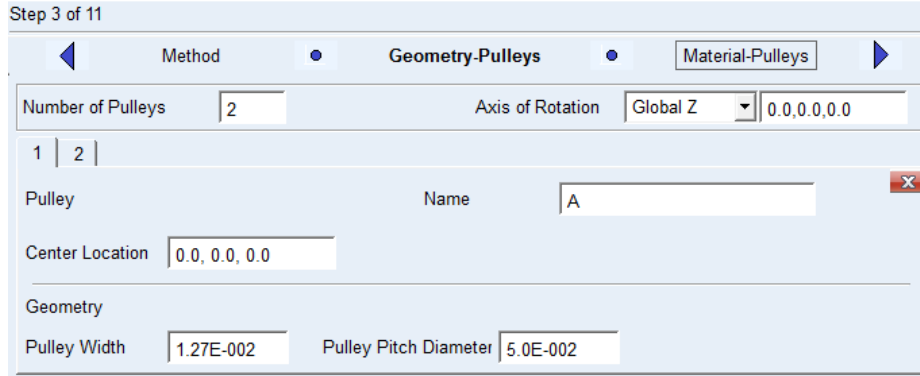 Step 3 of 11
Method Geometry-Pulleys Material-Pulleys
Number of Pulleys 2 Axis of Rotation Global Z 0.0,0.0,0.0
1 2
Pulley Name A
Center Location 0.0, 0.0, 0.0
Geometry
Pulley Width 1.27E-002 Pulley Pitch Diameter 5.0E-002